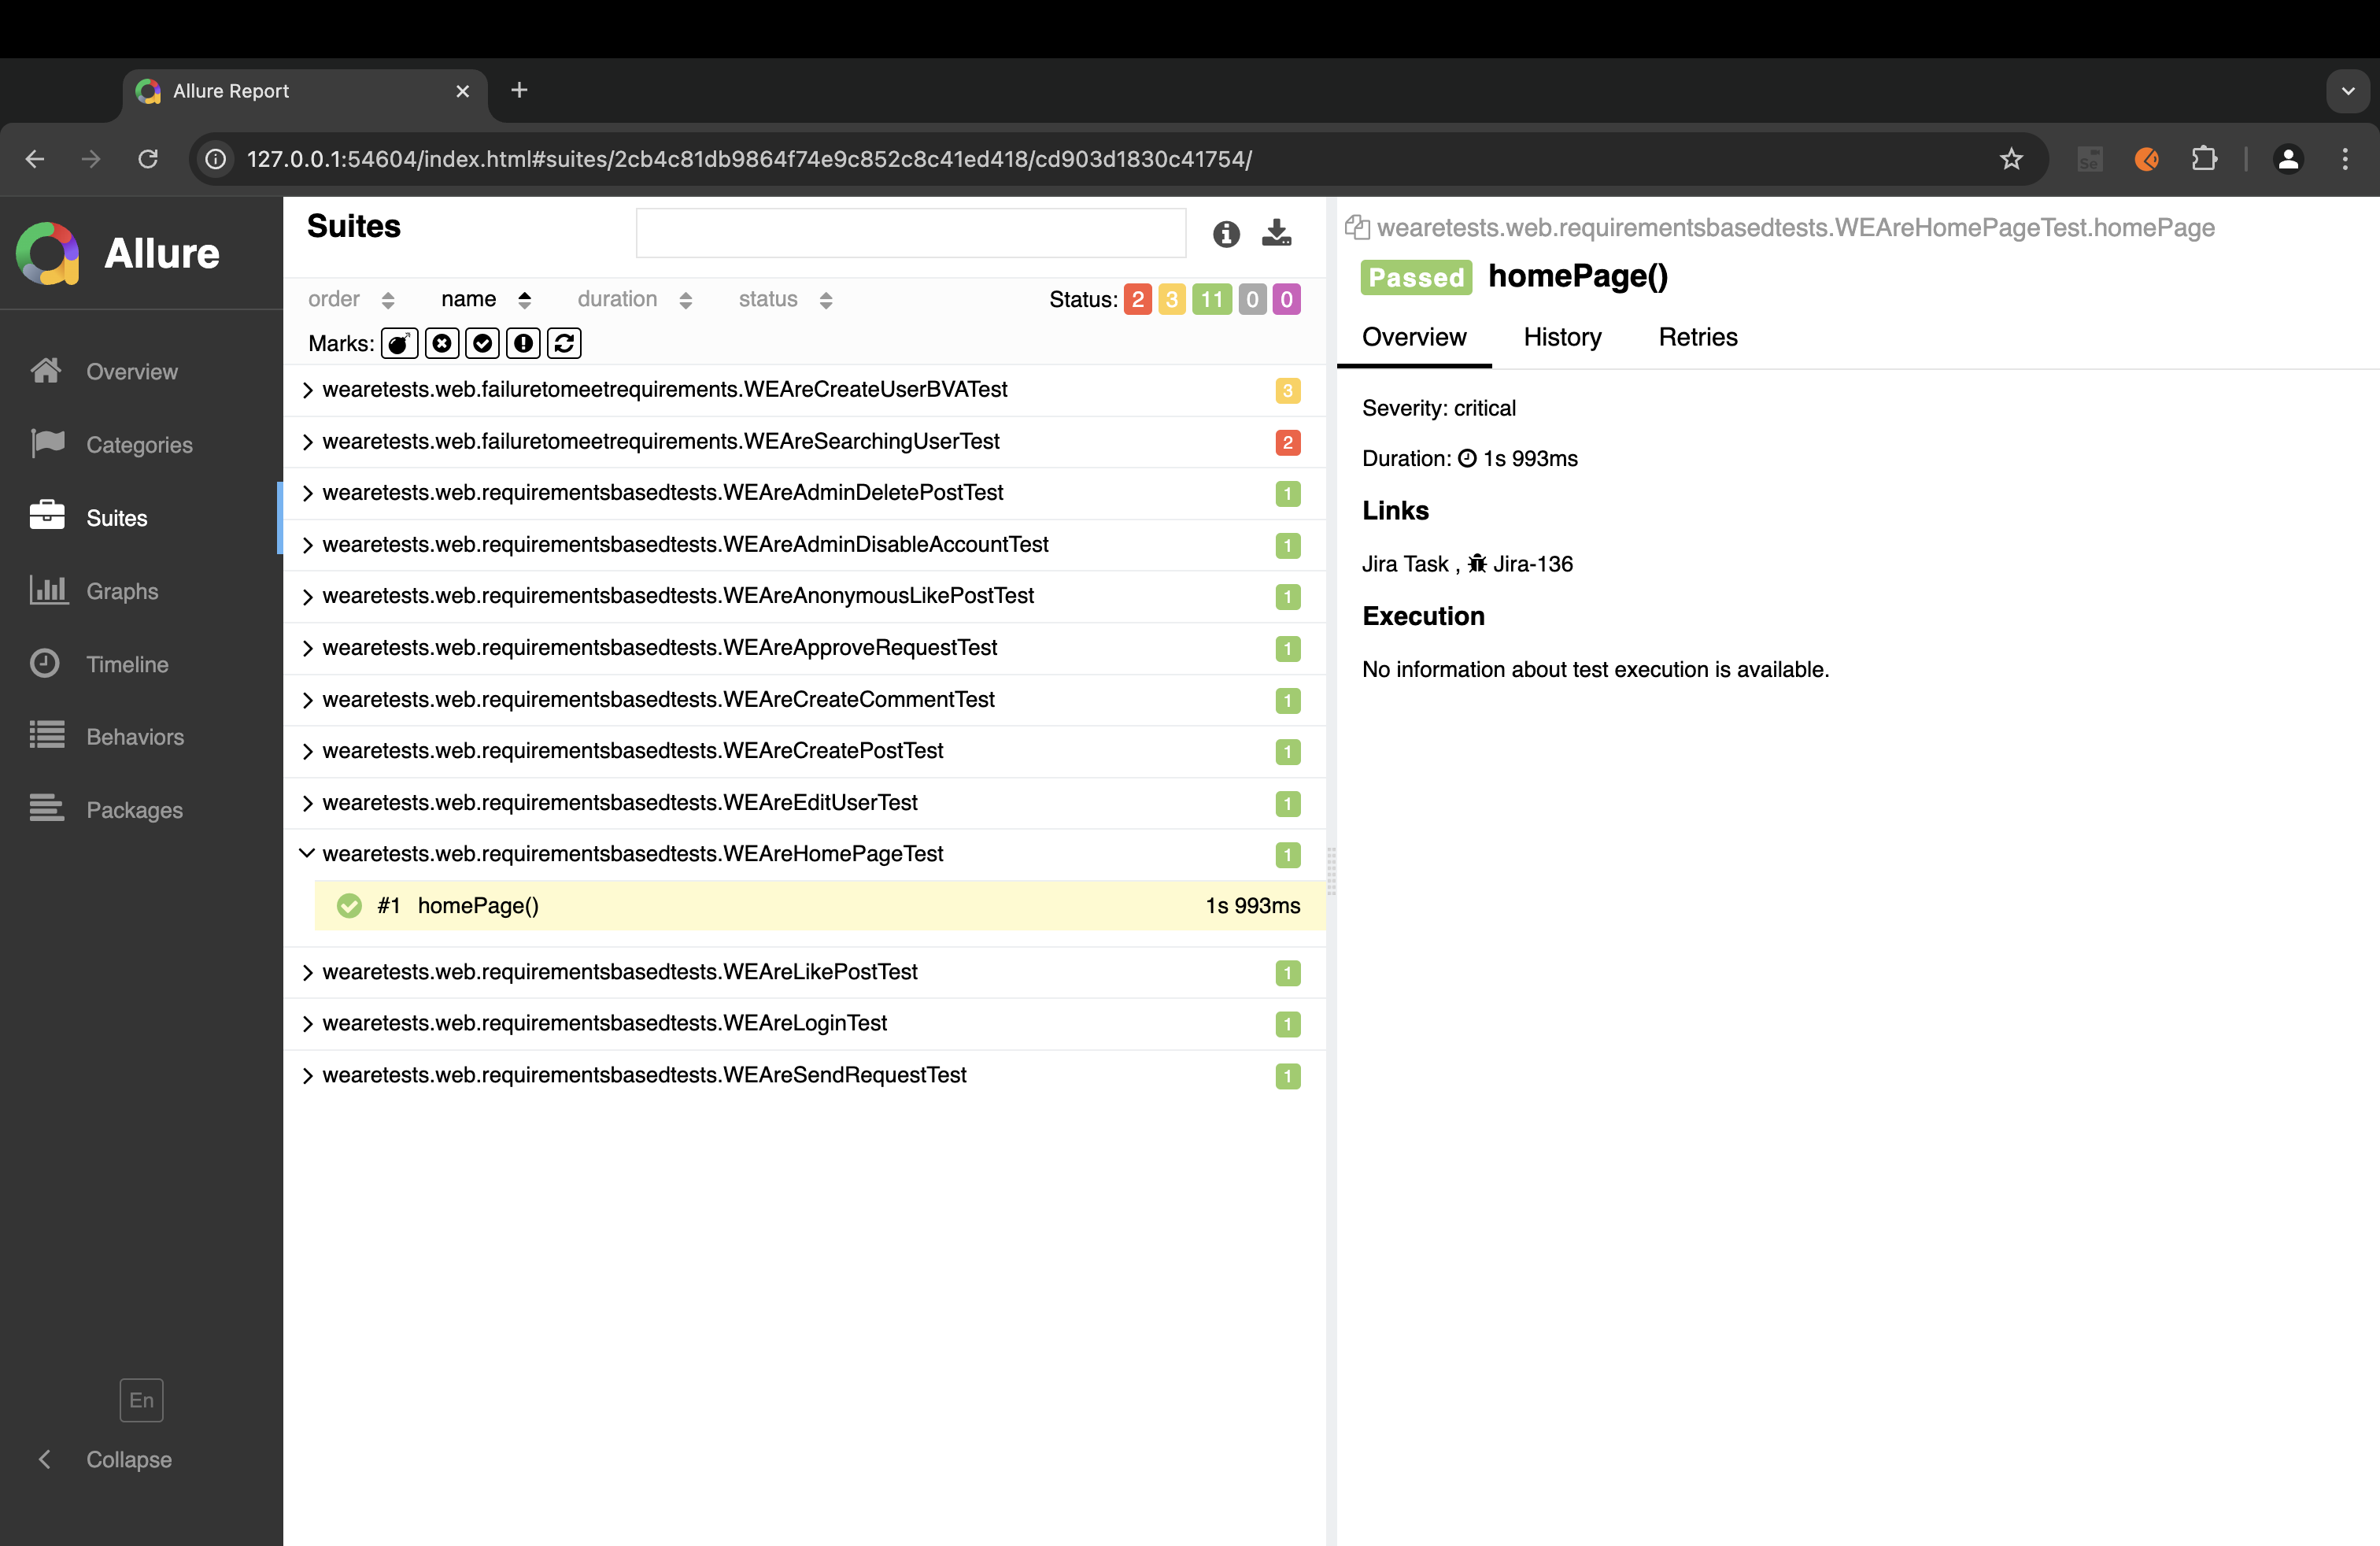 Allure Report
127.0.0.1:54604/index.html#suites/2cb4c81db9864f74e9c852c8c41ed418/cd903d1830c41754/
Se
Allure
Overview
Categories
Suites
Graphs
Timeline
Behaviors
Packages
En
Collapse
Suites
order name duration status Status: 2 3 11 0 0
Marks:
wearetests.web.failuretomeetrequirements.WEAreCreateUserBVATest 3
wearetests.web.failuretomeetrequirements.WEAreSearchingUserTest 2
wearetests.web.requirementsbasedtests.WEAreAdminDeletePostTest 1
wearetests.web.requirementsbasedtests.WEAreAdminDisableAccountTest 1
wearetests.web.requirementsbasedtests.WEAreAnonymousLikePostTest 1
wearetests.web.requirementsbasedtests.WEAreApproveRequestTest 1
wearetests.web.requirementsbasedtests.WEAreCreateCommentTest 1
wearetests.web.requirementsbasedtests.WEAreCreatePostTest 1
wearetests.web.requirementsbasedtests.WEAreEditUserTest 1
wearetests.web.requirementsbasedtests.WEAreHomePageTest 1
#1 homePage() 1s 993ms
wearetests.web.requirementsbasedtests.WEAreLikePostTest 1
wearetests.web.requirementsbasedtests.WEAreLoginTest 1
wearetests.web.requirementsbasedtests.WEAreSendRequestTest 1
wearetests.web.requirementsbasedtests.WEAreHomePageTest.homePage
Passed homePage()
Overview History Retries
Severity: critical
Duration: 1s 993ms
Links
Jira Task , Jira-136
Execution
No information about test execution is available.